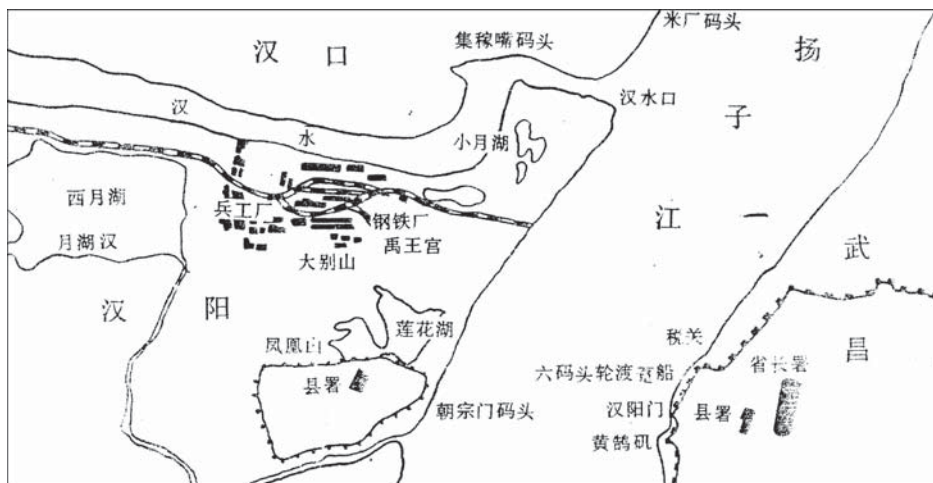 米厂码头
汉口
集稼嘴码头
扬子江
汉水口
汉水
小月湖
西月湖
兵工厂
钢铁厂
月湖汉
禹王宫
大别山
武昌
汉阳
莲花湖
凤凰山
税关
县署
六码头轮渡趸船
省长署
朝宗门码头
汉阳门
县署
黄鹄矶